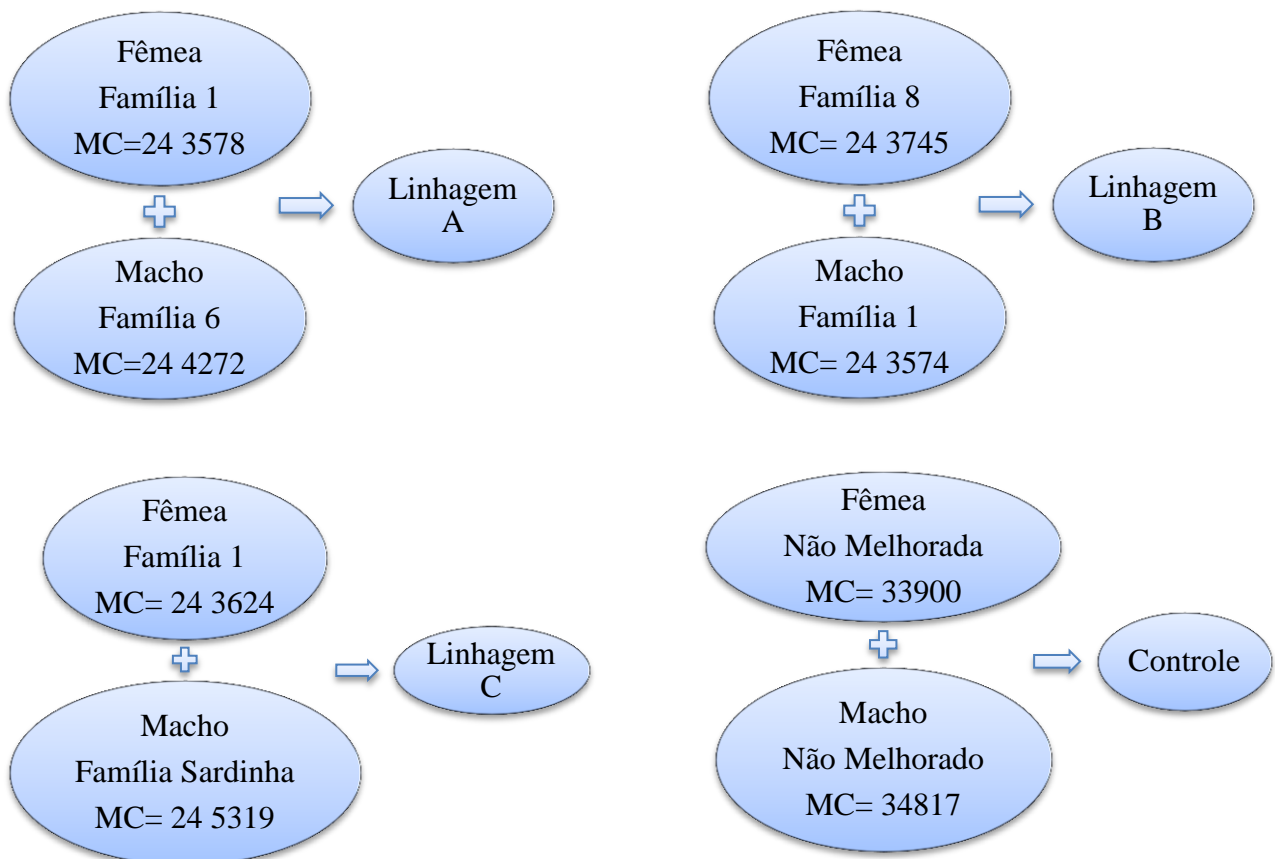 Fêmea
Família 1
MC=24 3578
Macho
Família 6
MC=24 4272
Linhagem
A
Fêmea
Família 8
MC= 24 3745
Macho
Família 1
MC= 24 3574
Linhagem
B
Fêmea
Família 1
MC= 24 3624
Macho
Família Sardinha
MC= 24 5319
Linhagem
C
Fêmea
Não Melhorada
MC= 33900
Macho
Não Melhorado
MC= 34817
Controle